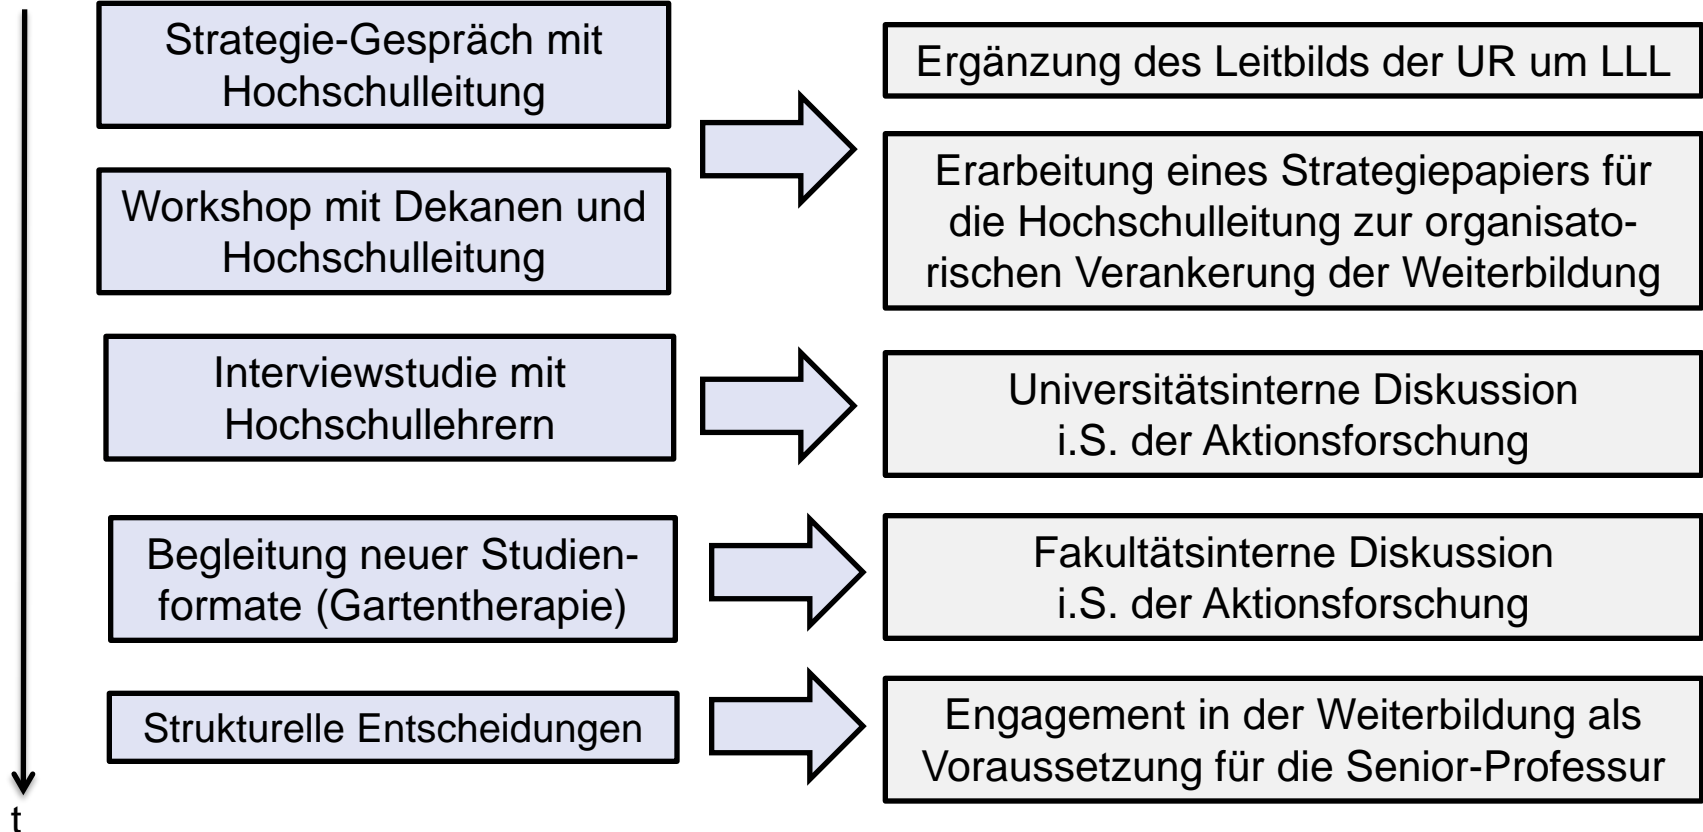 Strategie-Gespräch mit
Hochschulleitung
Ergänzung des Leitbilds der UR um LLL
Workshop mit Dekanen und
Hochschulleitung
Erarbeitung eines Strategiepapiers für
die Hochschulleitung zur organisato-
rischen Verankerung der Weiterbildung
Interviewstudie mit
Hochschullehrern
Universitätsinterne Diskussion
i.S. der Aktionsforschung
Begleitung neuer Studien-
formate (Gartentherapie)
Fakultätsinterne Diskussion
i.S. der Aktionsforschung
Strukturelle Entscheidungen
Engagement in der Weiterbildung als
Voraussetzung für die Senior-Professur
t